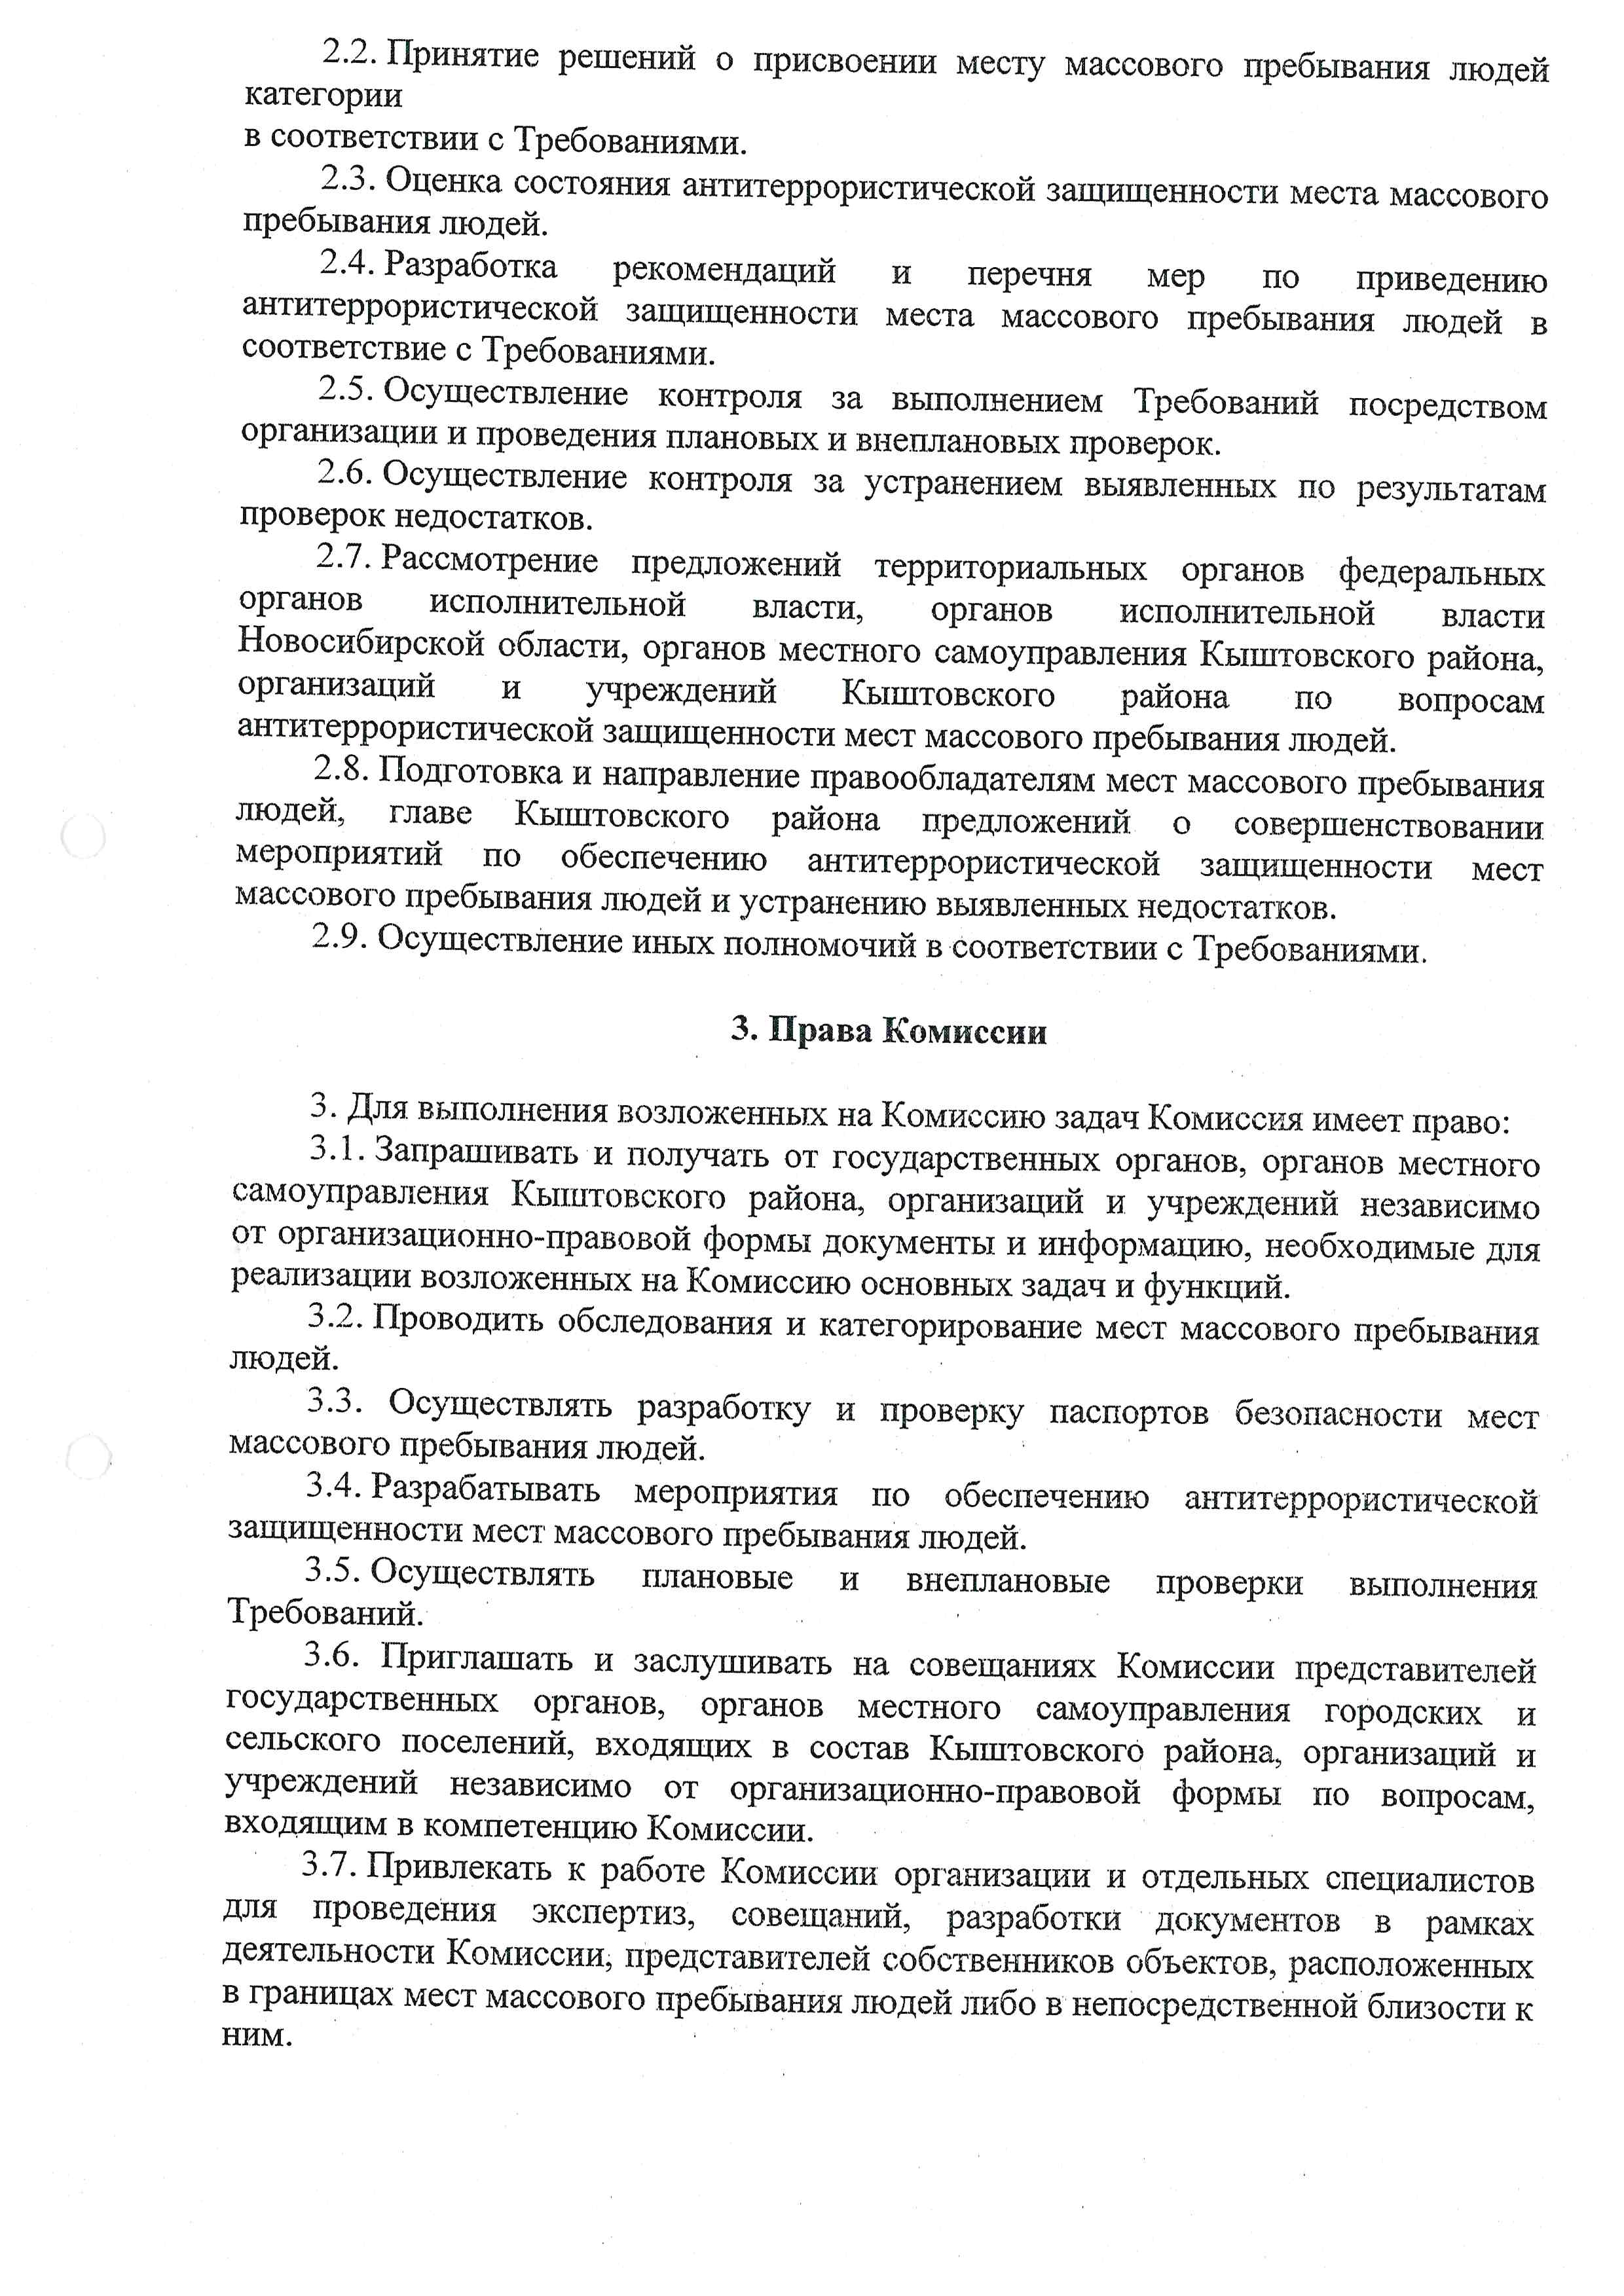 2.2. Принятие решений о присвоении месту массового пребывания людей
категории
в соответствии с Требованиями.
2.3. Оценка состояния антитеррористической защищенности места массового
пребывания людей.
2.4. Разработка рекомендаций и перечня мер по приведению
антитеррористической защищенности места массового пребывания людей в
соответствие с Требованиями.
2.5. Осуществление контроля за выполнением Требований посредством
организации и проведения плановых и внеплановых проверок.
2.6. Осуществление контроля за устранением выявленных по результатам
проверок недостатков.
2.7. Рассмотрение предложений территориальных органов федеральных
органов исполнительной власти, органов исполнительной власти
Новосибирской области, органов местного самоуправления Кыштовского района,
организаций и учреждений Кыштовского района по вопросам
антитеррористической защищенности мест массового пребывания людей.
2.8. Подготовка и направление правообладателям мест массового пребывания
людей, главе Кыштовского района предложений о совершенствовании
мероприятий по обеспечению антитеррористической защищенности мест
массового пребывания людей и устранению выявленных недостатков.
2.9. Осуществление иных полномочий в соответствии с Требованиями.
3. Права Комиссии
3. Для выполнения возложенных на Комиссию задач Комиссия имеет право:
3.1. Запрашивать и получать от государственных органов, органов местного
самоуправления Кыштовского района, организаций и учреждений независимо
от организационно-правовой формы документы и информацию, необходимые для
реализации возложенных на Комиссию основных задач и функций.
3.2. Проводить обследования и категорирование мест массового пребывания
людей.
3.3. Осуществлять разработку и проверку паспортов безопасности мест
массового пребывания людей.
3.4. Разрабатывать мероприятия по обеспечению антитеррористической
защищенности мест массового пребывания людей.
3.5. Осуществлять плановые и внеплановые проверки выполнения
Требований.
3.6. Приглашать и заслушивать на совещаниях Комиссии представителей
государственных органов, органов местного самоуправления городских и
сельского поселений, входящих в состав Кыштовского района, организаций и
учреждений независимо от организационно-правовой формы по вопросам,
входящим в компетенцию Комиссии.
3.7. Привлекать к работе Комиссии организации и отдельных специалистов
для проведения экспертиз, совещаний, разработки документов в рамках
деятельности Комиссии, представителей собственников объектов, расположенных
в границах мест массового пребывания людей либо в непосредственной близости к
ним.